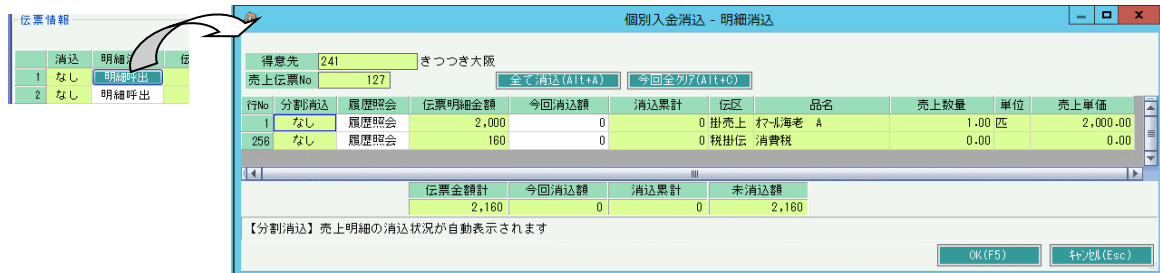 伝票情報
消込 明細消 伝
1 なし 明細呼出
2 なし 明細呼出
個別入金消込 - 明細消込
得意先 241 きつつき大阪
売上伝票No 127 全て消込(Alt+A) 今回全クリア(Alt+C)
行No 分割消込 履歴照会 伝票明細金額 今回消込額 消込累計 伝区 品名 売上数量 単位 売上単価
1 なし 履歴照会 2,000 0 0 掛売上 オマール海老 A 1.00 匹 2,000.00
256 なし 履歴照会 160 0 0 税掛伝 消費税 0.00 0.00
伝票金額計 今回消込額 消込累計 未消込額
2,160 0 0 2,160
【分割消込】売上明細の消込状況が自動表示されます
OK(F5) キャンセル(Esc)